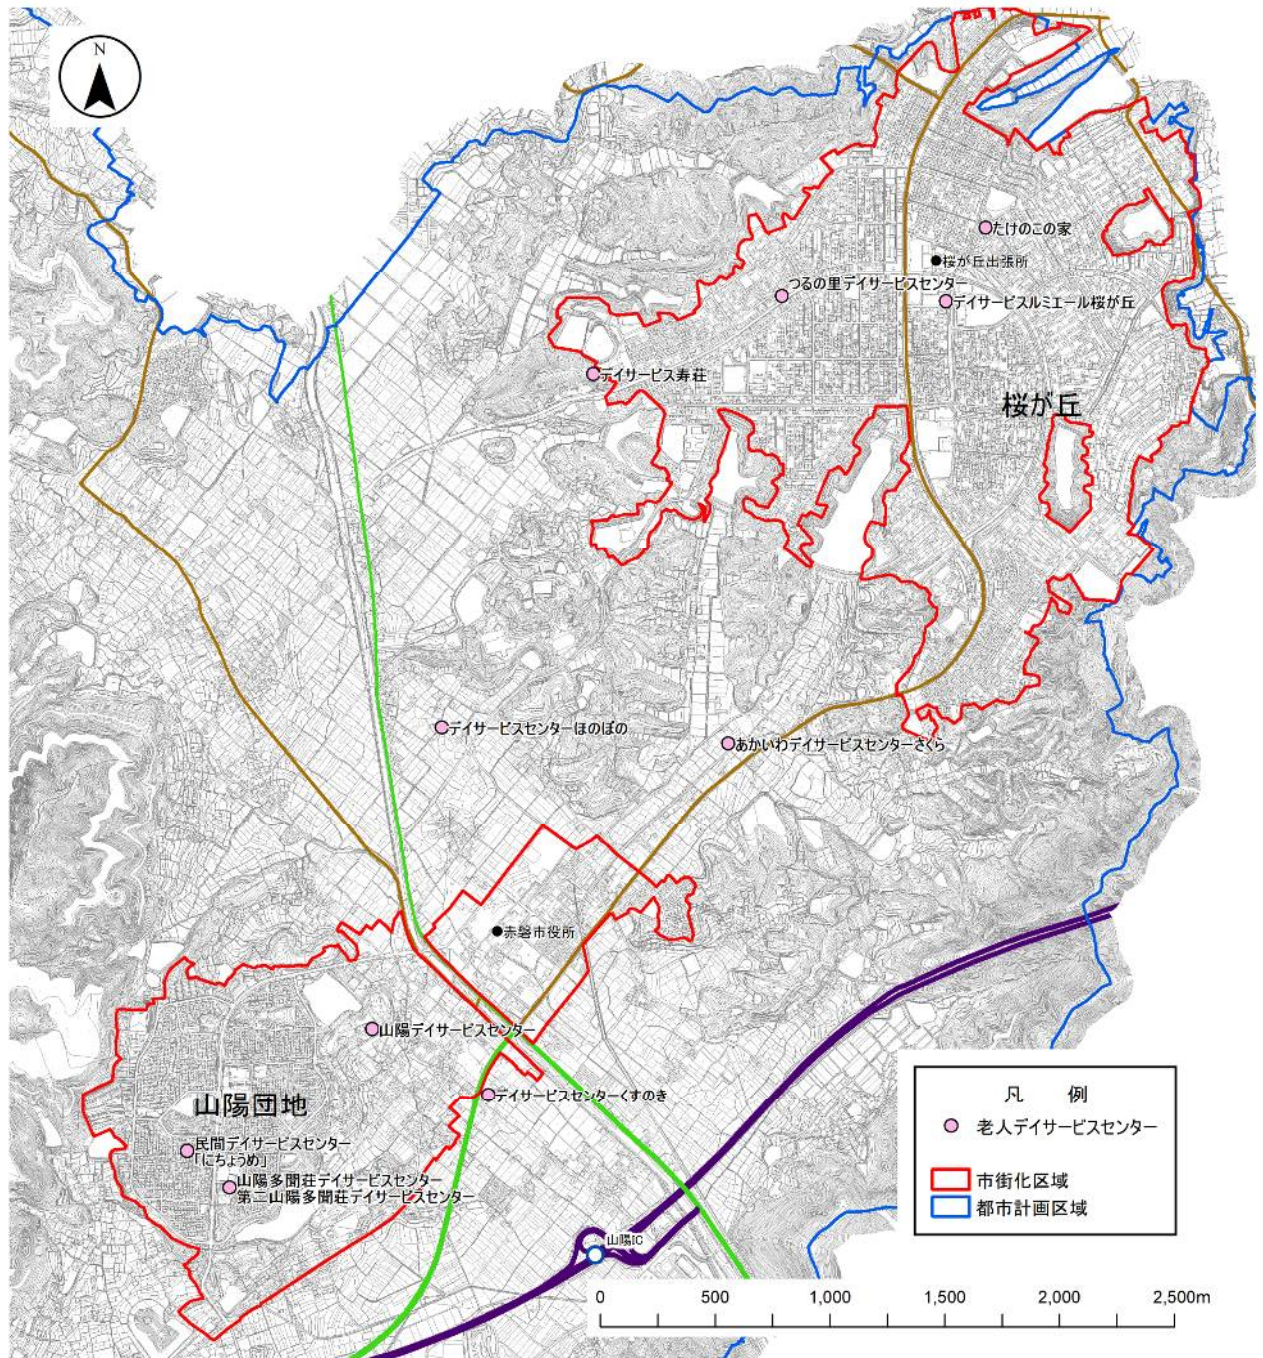 N
たけのこの家
桜が丘出張所
つるの里デイサービスセンター
デイサービスルミエール桜が丘
デイサービス寿荘
桜が丘
デイサービスセンターほのぼの
あかいわデイサービスセンターさくら
赤磐市役所
山陽デイサービスセンター
デイサービスセンターくすのき
山陽団地
民間デイサービスセンター
「にちょうめ」
山陽多聞荘デイサービスセンター
第二山陽多聞荘デイサービスセンター
山陽IC
凡 例
老人デイサービスセンター
市街化区域
都市計画区域
0 500 1,000 1,500 2,000 2,500m